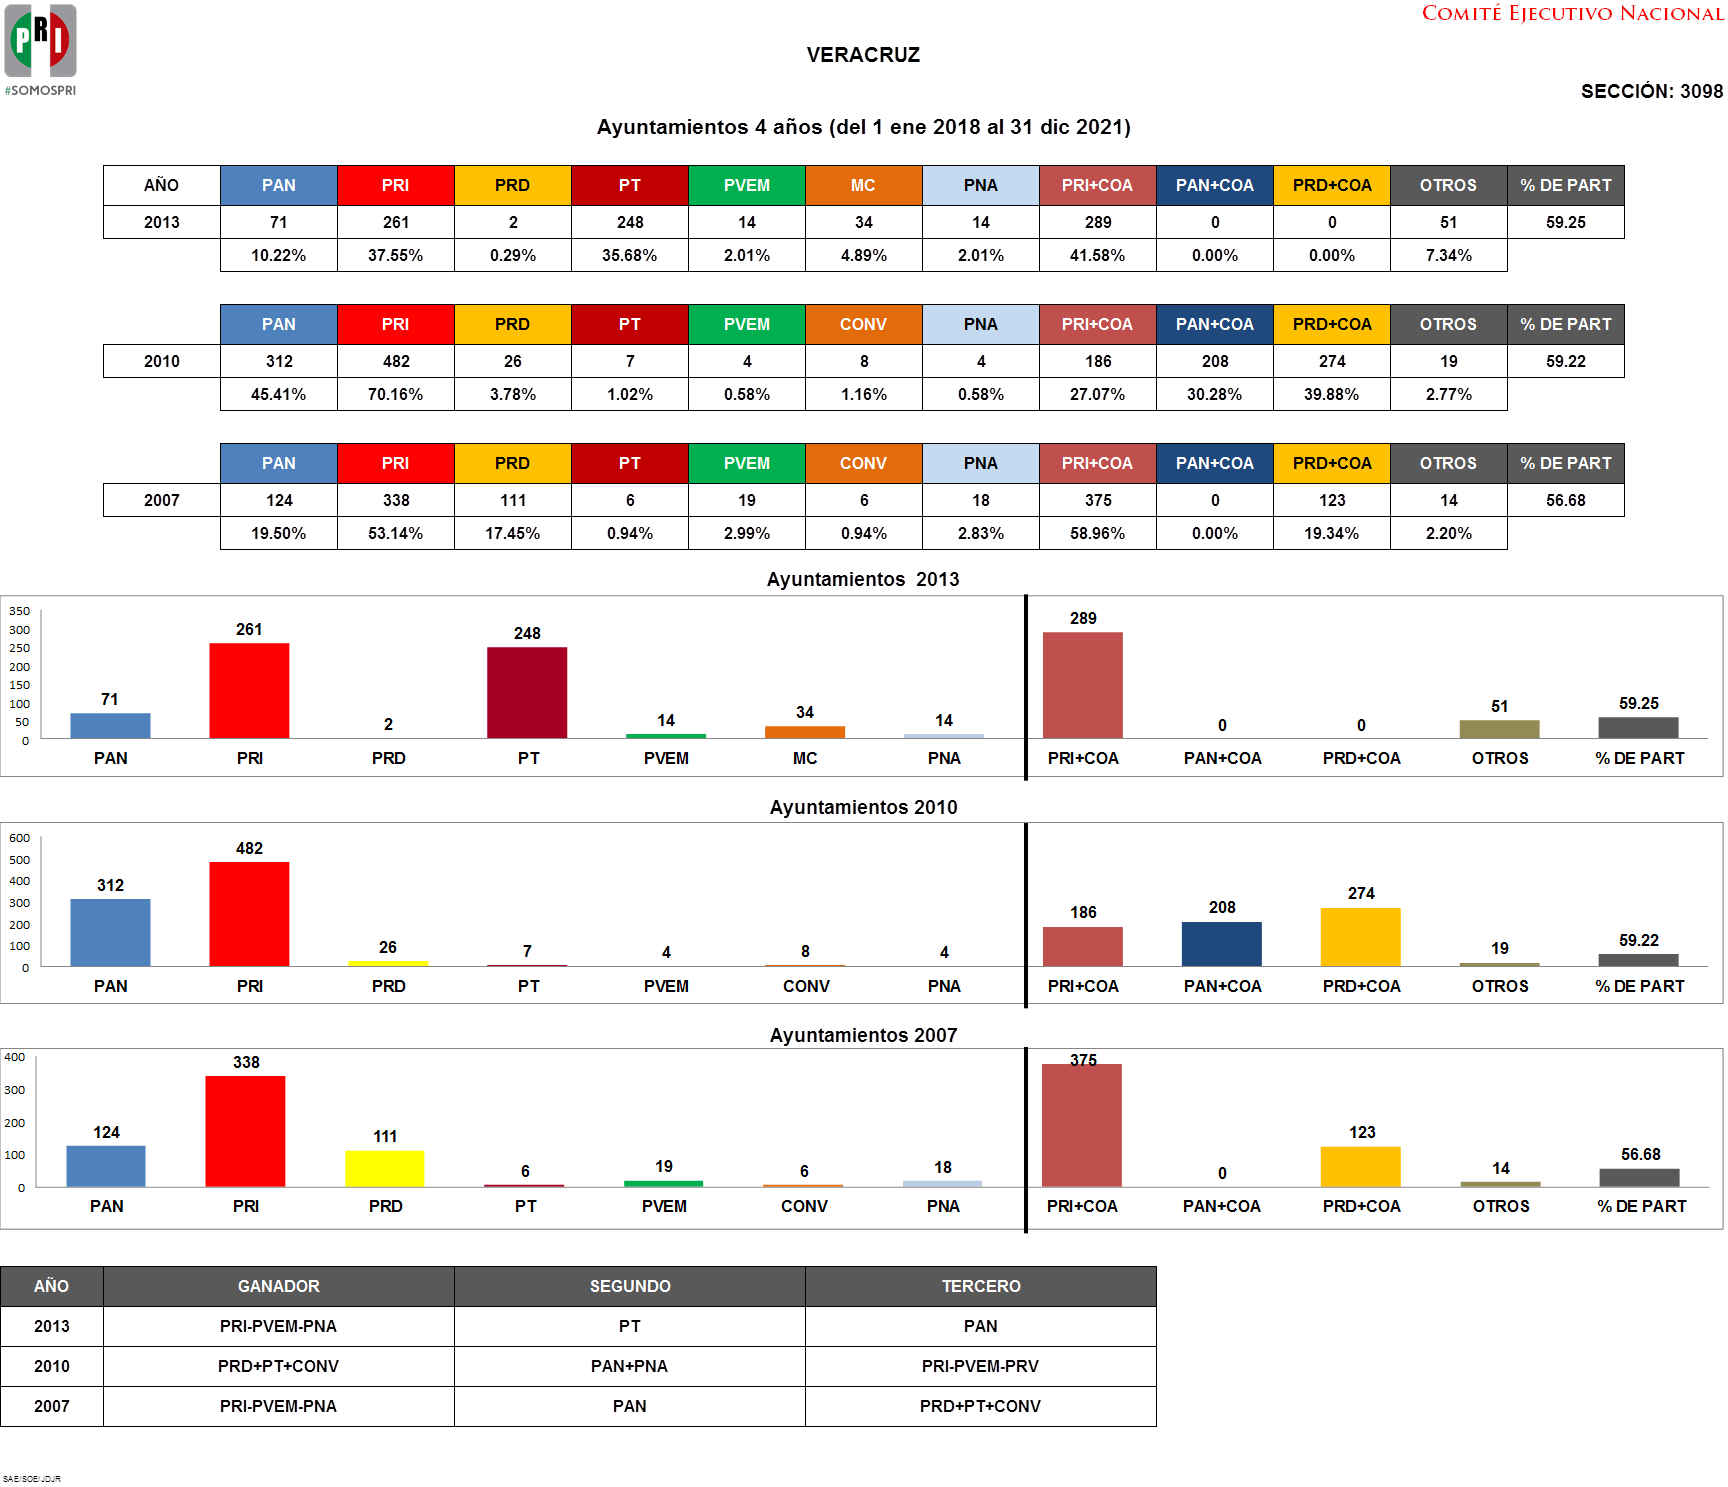 COMITÉ EJECUTIVO NACIONAL
PRI
#SOMOSPRI
VERACRUZ
SECCIÓN: 3098
Ayuntamientos 4 años (del 1 ene 2018 al 31 dic 2021)
AÑO PAN PRI PRD PT PVEM MC PNA PRI+COA PAN+COA PRD+COA OTROS % DE PART
2013 71 261 2 248 14 34 14 289 0 0 51 59.25
10.22% 37.55% 0.29% 35.68% 2.01% 4.89% 2.01% 41.58% 0.00% 0.00% 7.34%
PAN PRI PRD PT PVEM CONV PNA PRI+COA PAN+COA PRD+COA OTROS % DE PART
2010 312 482 26 7 4 8 4 186 208 274 19 59.22
45.41% 70.16% 3.78% 1.02% 0.58% 1.16% 0.58% 27.07% 30.28% 39.88% 2.77%
PAN PRI PRD PT PVEM CONV PNA PRI+COA PAN+COA PRD+COA OTROS % DE PART
2007 124 338 111 6 19 6 18 375 0 123 14 56.68
19.50% 53.14% 17.45% 0.94% 2.99% 0.94% 2.83% 58.96% 0.00% 19.34% 2.20%
Ayuntamientos 2013
350
300
250
200
150
100
50
0
71 261 2 248 14 34 14 289 0 0 51 59.25
PAN PRI PRD PT PVEM MC PNA PRI+COA PAN+COA PRD+COA OTROS % DE PART
Ayuntamientos 2010
600
500
400
300
200
100
0
312 482 26 7 4 8 4 186 208 274 19 59.22
PAN PRI PRD PT PVEM CONV PNA PRI+COA PAN+COA PRD+COA OTROS % DE PART
Ayuntamientos 2007
400
300
200
100
0
124 338 111 6 19 6 18 375 0 123 14 56.68
PAN PRI PRD PT PVEM CONV PNA PRI+COA PAN+COA PRD+COA OTROS % DE PART
AÑO GANADOR SEGUNDO TERCERO
2013 PRI-PVEM-PNA PT PAN
2010 PRD+PT+CONV PAN+PNA PRI-PVEM-PRV
2007 PRI-PVEM-PNA PAN PRD+PT+CONV
SAE/SOE/JDJR